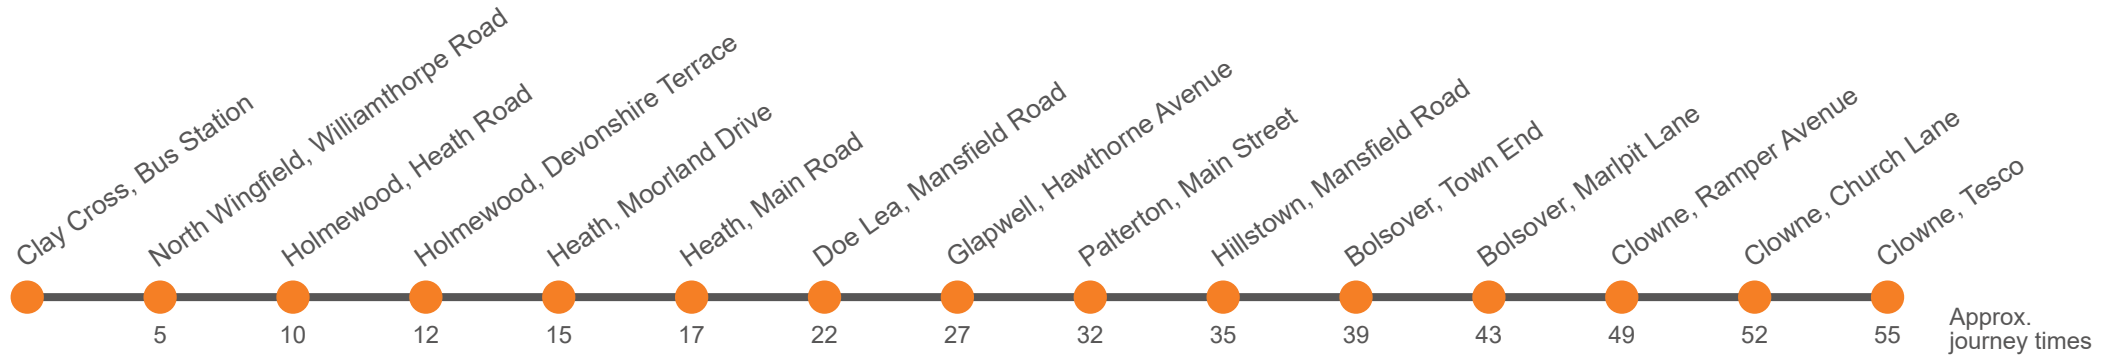 Clay Cross, Bus Station
North Wingfield, Williamthorpe Road
Holmewood, Heath Road
Holmewood, Devonshire Terrace
Heath, Moorland Drive
Heath, Main Road
Doe Lea, Mansfield Road
Glapwell, Hawthorne Avenue
Palterton, Main Street
Hillstown, Mansfield Road
Bolsover, Town End
Bolsover, Marlpit Lane
Clowne, Ramper Avenue
Clowne, Church Lane
Clowne, Tesco
5 10 12 15 17 22 27 32 35 39 43 49 52 55
Approx.
journey times